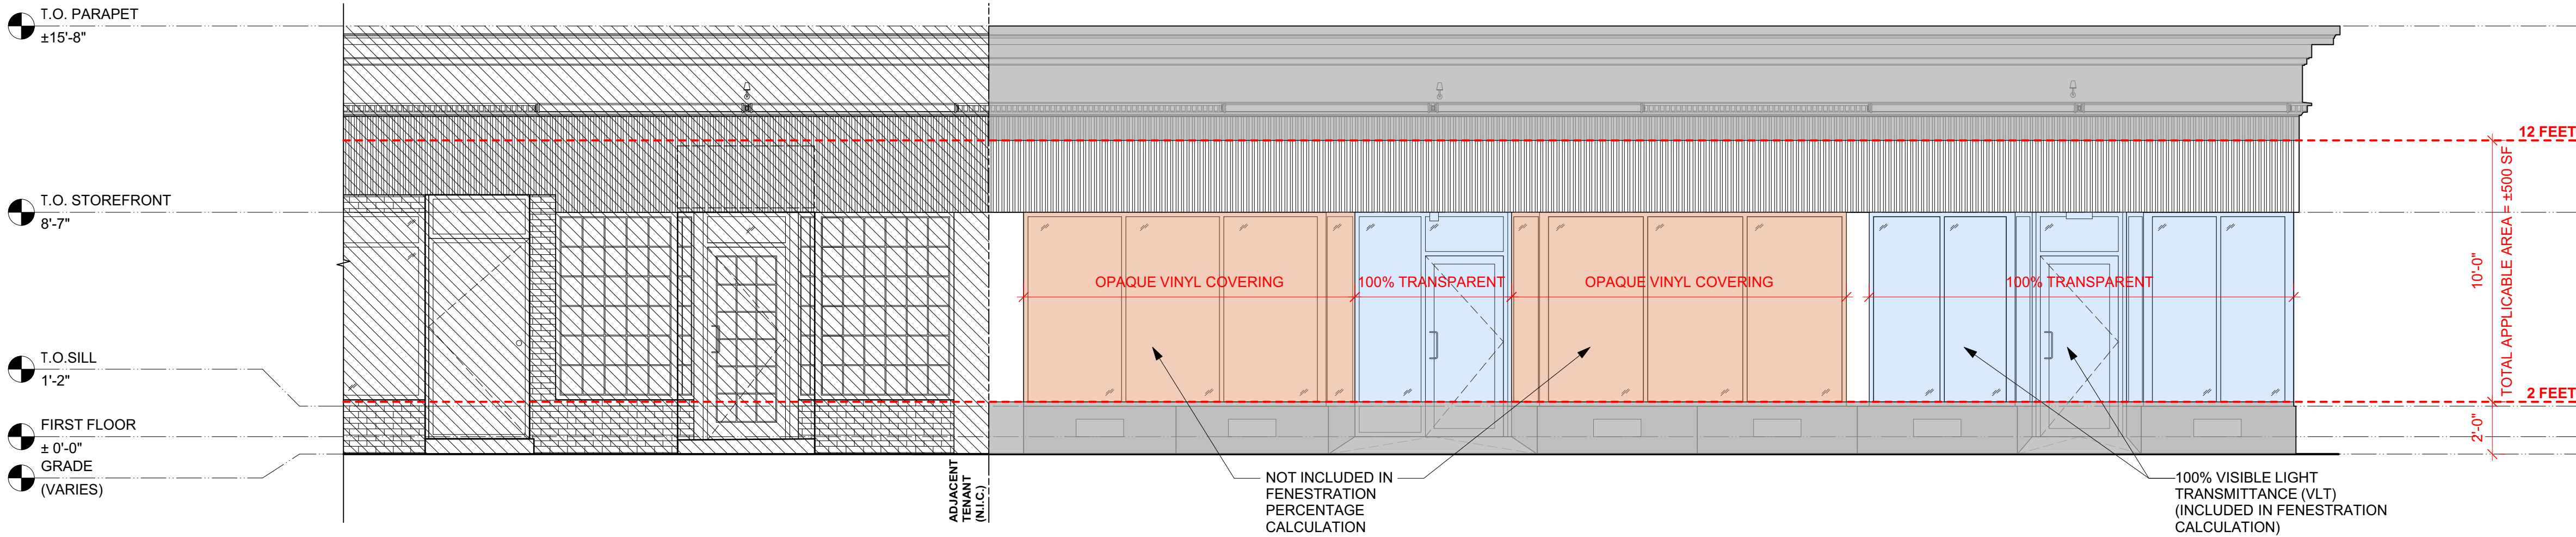 T.O. PARAPET
±15'-8"
T.O. STOREFRONT
8'-7"
T.O.SILL
1'-2"
FIRST FLOOR
± 0'-0"
GRADE
(VARIES)
ADJACENT
TENANT
(N.I.C.)
OPAQUE VINYL COVERING
100% TRANSPARENT
OPAQUE VINYL COVERING
100% TRANSPARENT
NOT INCLUDED IN
FENESTRATION
PERCENTAGE
CALCULATION
100% VISIBLE LIGHT
TRANSMITTANCE (VLT)
(INCLUDED IN FENESTRATION
CALCULATION)
12 FEET
10'-0"
TOTAL APPLICABLE AREA = ±500 SF
2 FEET
2'-0"